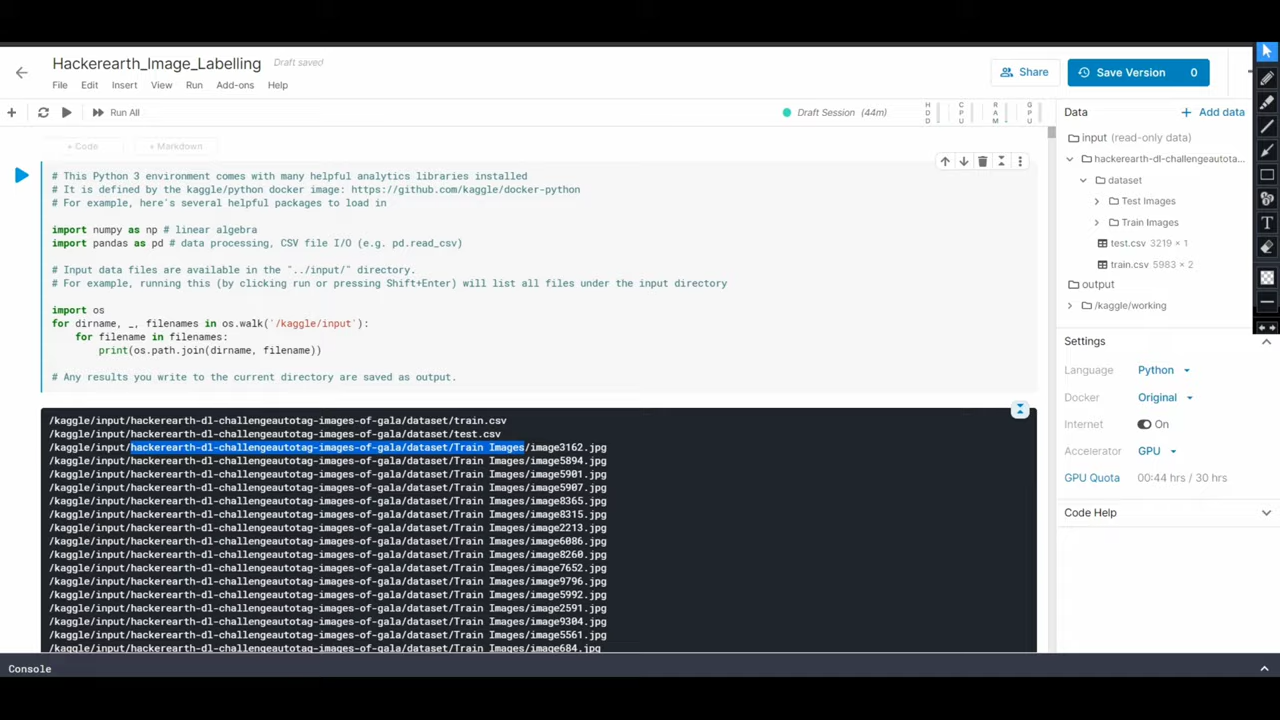 Hackerearth_Image_Labelling
Draft saved
File Edit Insert View Run Add-ons Help
Share
Save Version 0
Run All
Draft Session (44m)
HDD
CPU
RAM
GPU
+ Code
+ Markdown
# This Python 3 environment comes with many helpful analytics libraries installed
# It is defined by the kaggle/python docker image: https://github.com/kaggle/docker-python
# For example, here's several helpful packages to load in
import numpy as np # linear algebra
import pandas as pd # data processing, CSV file I/O (e.g. pd.read_csv)
# Input data files are available in the "../input/" directory.
# For example, running this (by clicking run or pressing Shift+Enter) will list all files under the input directory
import os
for dirname, _, filenames in os.walk('/kaggle/input'):
for filename in filenames:
print(os.path.join(dirname, filename))
# Any results you write to the current directory are saved as output.
/kaggle/input/hackerearth-dl-challengeautotag-images-of-gala/dataset/train.csv
/kaggle/input/hackerearth-dl-challengeautotag-images-of-gala/dataset/test.csv
/kaggle/input/hackerearth-dl-challengeautotag-images-of-gala/dataset/Train Images/image3162.jpg
/kaggle/input/hackerearth-dl-challengeautotag-images-of-gala/dataset/Train Images/image5894.jpg
/kaggle/input/hackerearth-dl-challengeautotag-images-of-gala/dataset/Train Images/image5901.jpg
/kaggle/input/hackerearth-dl-challengeautotag-images-of-gala/dataset/Train Images/image5907.jpg
/kaggle/input/hackerearth-dl-challengeautotag-images-of-gala/dataset/Train Images/image8365.jpg
/kaggle/input/hackerearth-dl-challengeautotag-images-of-gala/dataset/Train Images/image8315.jpg
/kaggle/input/hackerearth-dl-challengeautotag-images-of-gala/dataset/Train Images/image2213.jpg
/kaggle/input/hackerearth-dl-challengeautotag-images-of-gala/dataset/Train Images/image6086.jpg
/kaggle/input/hackerearth-dl-challengeautotag-images-of-gala/dataset/Train Images/image8260.jpg
/kaggle/input/hackerearth-dl-challengeautotag-images-of-gala/dataset/Train Images/image7652.jpg
/kaggle/input/hackerearth-dl-challengeautotag-images-of-gala/dataset/Train Images/image9796.jpg
/kaggle/input/hackerearth-dl-challengeautotag-images-of-gala/dataset/Train Images/image5992.jpg
/kaggle/input/hackerearth-dl-challengeautotag-images-of-gala/dataset/Train Images/image2591.jpg
/kaggle/input/hackerearth-dl-challengeautotag-images-of-gala/dataset/Train Images/image9304.jpg
/kaggle/input/hackerearth-dl-challengeautotag-images-of-gala/dataset/Train Images/image5561.jpg
/kaggle/input/hackerearth-dl-challengeautotag-images-of-gala/dataset/Train Images/image684.jpg
Console
Data
+ Add data
input (read-only data)
hackerearth-dl-challengeautota...
dataset
Test Images
Train Images
test.csv 3219 × 1
train.csv 5983 × 2
output
/kaggle/working
Settings
Language Python
Docker Original
Internet On
Accelerator GPU
GPU Quota 00:44 hrs / 30 hrs
Code Help
T